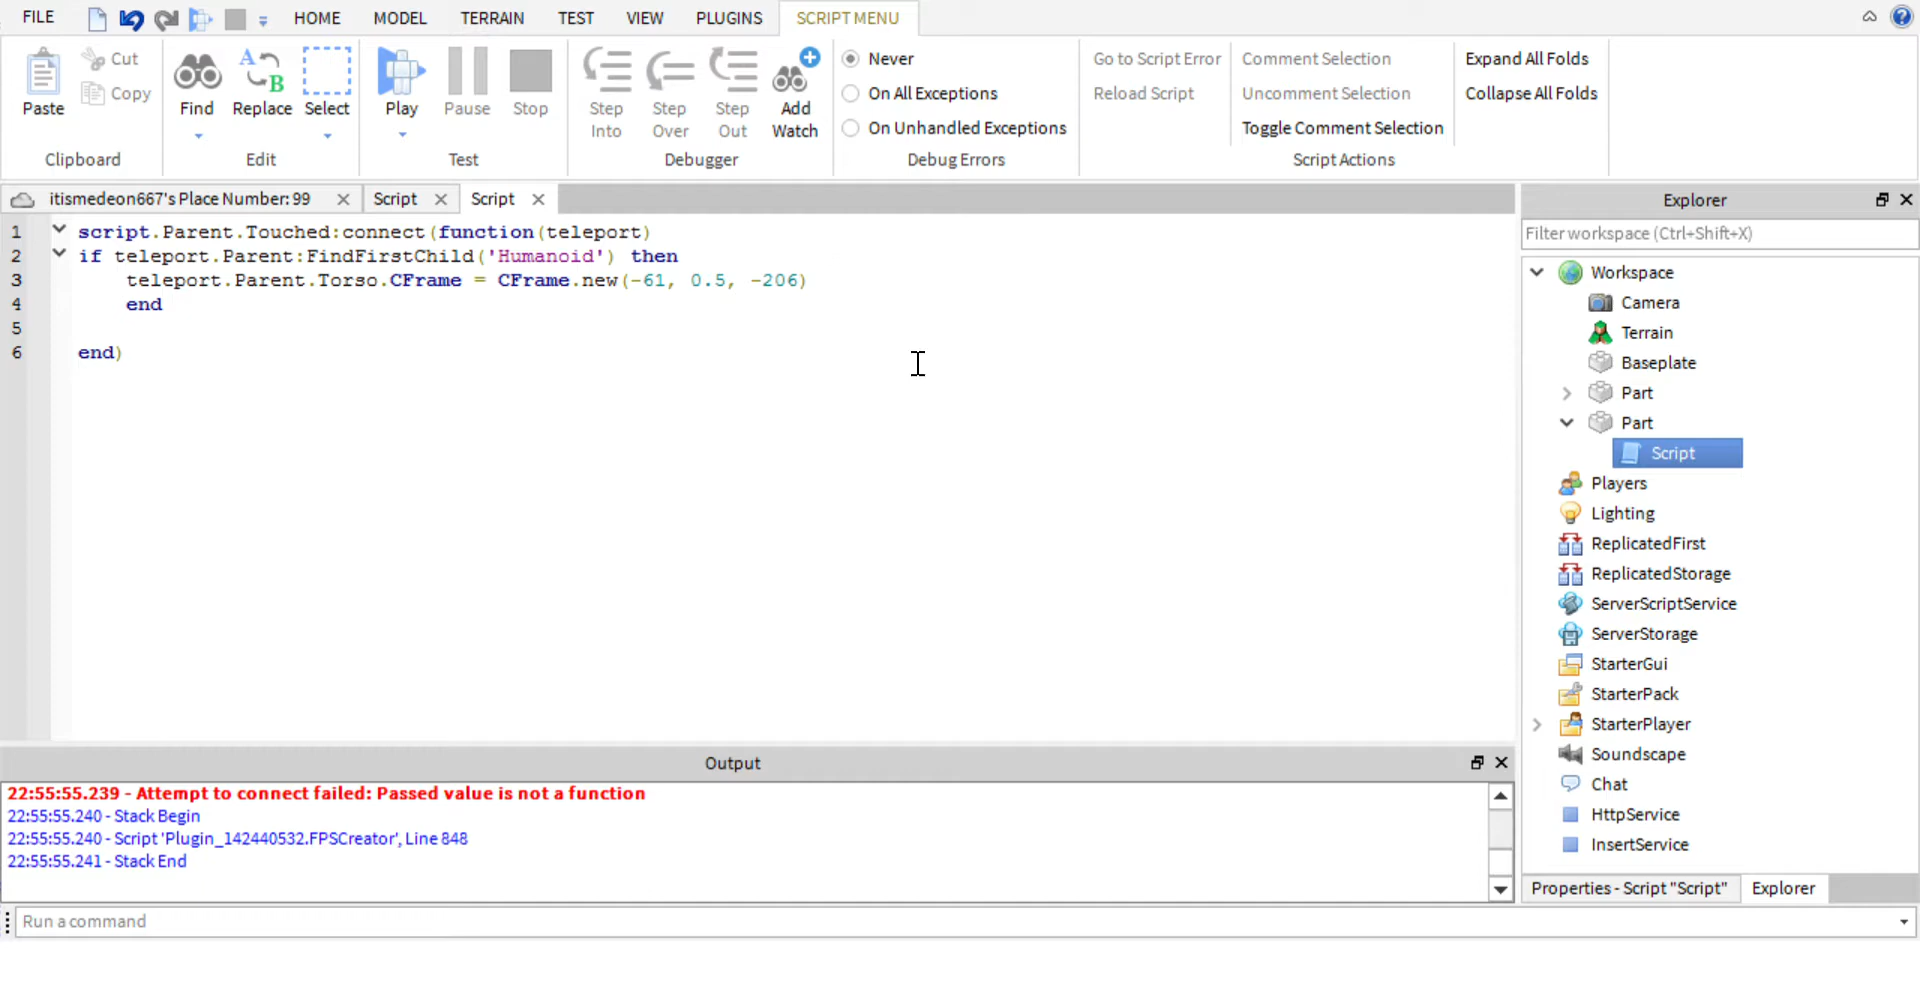 FILE
HOME
MODEL
TERRAIN
TEST
VIEW
PLUGINS
SCRIPT MENU
Paste
Cut
Copy
Clipboard
Find
Replace
Select
Edit
Play
Pause
Stop
Test
Step Into
Step Over
Step Out
Add Watch
Debugger
Never
On All Exceptions
On Unhandled Exceptions
Debug Errors
Go to Script Error
Reload Script
Comment Selection
Uncomment Selection
Toggle Comment Selection
Script Actions
Expand All Folds
Collapse All Folds
itismedeon667's Place Number: 99
Script
Script
1 script.Parent.Touched:connect(function(teleport)
2 if teleport.Parent:FindFirstChild('Humanoid') then
3 teleport.Parent.Torso.CFrame = CFrame.new(-61, 0.5, -206)
4 end
5
6 end)
Explorer
Filter workspace (Ctrl+Shift+X)
Workspace
Camera
Terrain
Baseplate
Part
Part
Script
Players
Lighting
ReplicatedFirst
ReplicatedStorage
ServerScriptService
ServerStorage
StarterGui
StarterPack
StarterPlayer
Soundscape
Chat
HttpService
InsertService
Properties - Script "Script"
Explorer
Output
22:55:55.239 - Attempt to connect failed: Passed value is not a function
22:55:55.240 - Stack Begin
22:55:55.240 - Script 'Plugin_142440532.FPSCreator', Line 848
22:55:55.241 - Stack End
Run a command